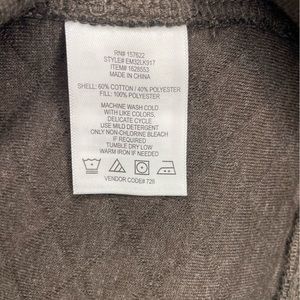 RN# 157622
STYLE# EM32LK917
ITEM# 1628553
MADE IN CHINA
SHELL: 60% COTTON / 40% POLYESTER
FILL: 100% POLYESTER
MACHINE WASH COLD
WITH LIKE COLORS.
DELICATE CYCLE
USE MILD DETERGENT
ONLY NON-CHLORINE BLEACH
IF REQUIRED
TUMBLE DRY LOW
WARM IRON IF NEEDED
VENDOR CODE# 728